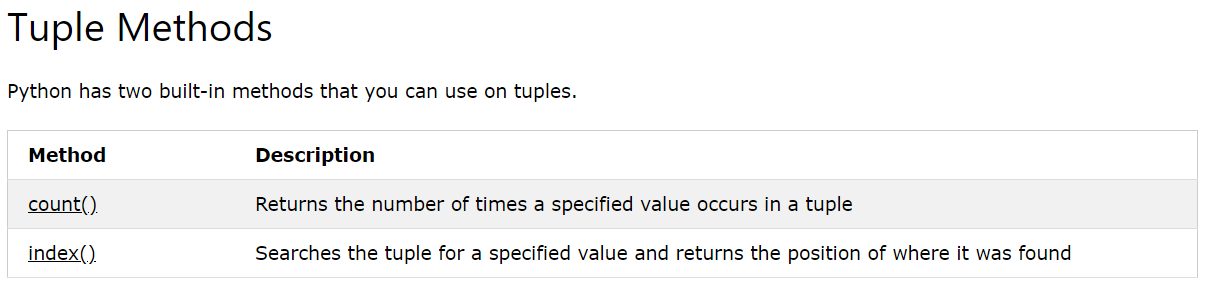 Tuple Methods
Python has two built-in methods that you can use on tuples.
Method Description
count() Returns the number of times a specified value occurs in a tuple
index() Searches the tuple for a specified value and returns the position of where it was found